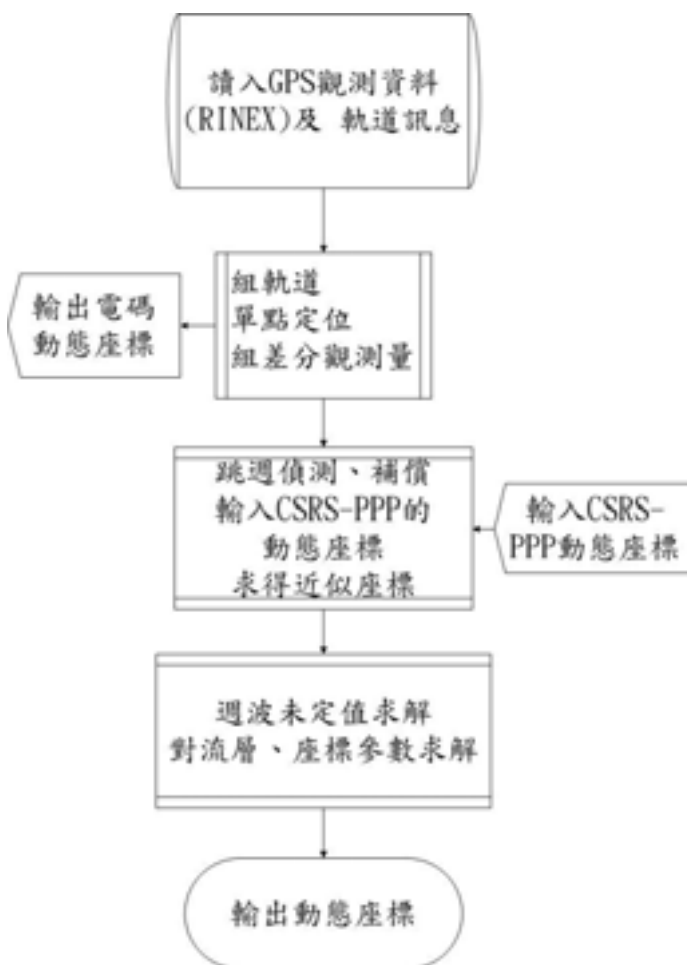 讀入GPS觀測資料
(RINEX)及 軌道訊息
組軌道
單點定位
組差分觀測量
輸出電碼
動態座標
跳週偵測、補償
輸入CSRS-PPP的
動態座標
求得近似座標
輸入CSRS-
PPP動態座標
週波未定值求解
對流層、座標參數求解
輸出動態座標